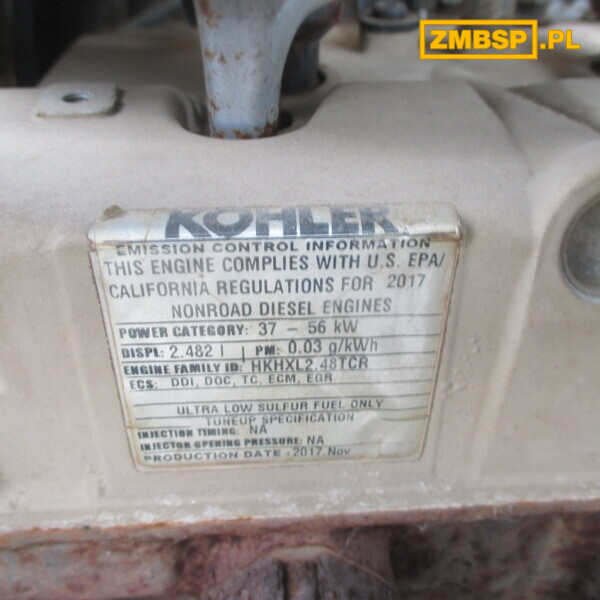 ZMBSP.PL
KOHLER
EMISSION CONTROL INFORMATION
THIS ENGINE COMPLIES WITH U.S. EPA/
CALIFORNIA REGULATIONS FOR 2017
NONROAD DIESEL ENGINES
POWER CATEGORY: 37 – 56 kW
DISPL: 2.482 l PM: 0.03 g/kWh
ENGINE FAMILY ID: HKHXL2.48TCR
ECS: DDI, DOC, TC, ECM, EGR
ULTRA LOW SULFUR FUEL ONLY
TUNEUP SPECIFICATION
INJECTION TIMING: NA
INJECTOR OPENING PRESSURE: NA
PRODUCTION DATE: 2017 Nov